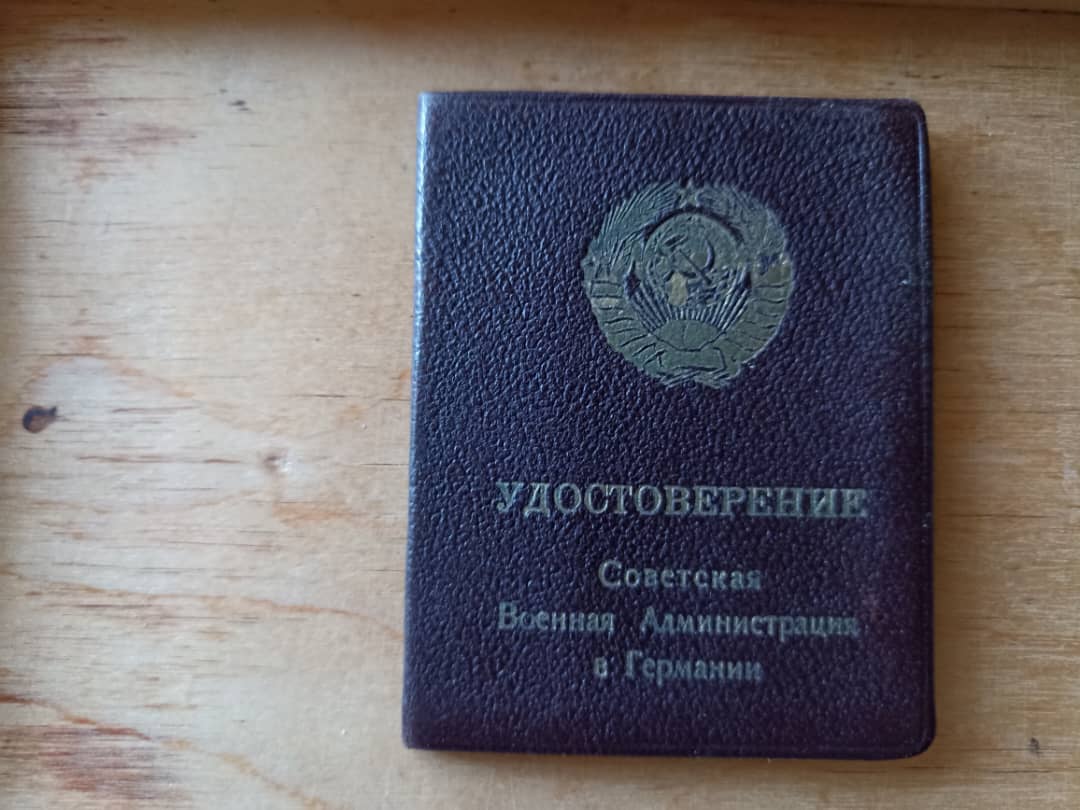 УДОСТОВЕРЕНИЕ
Советская
Военная Администрация
в Германии